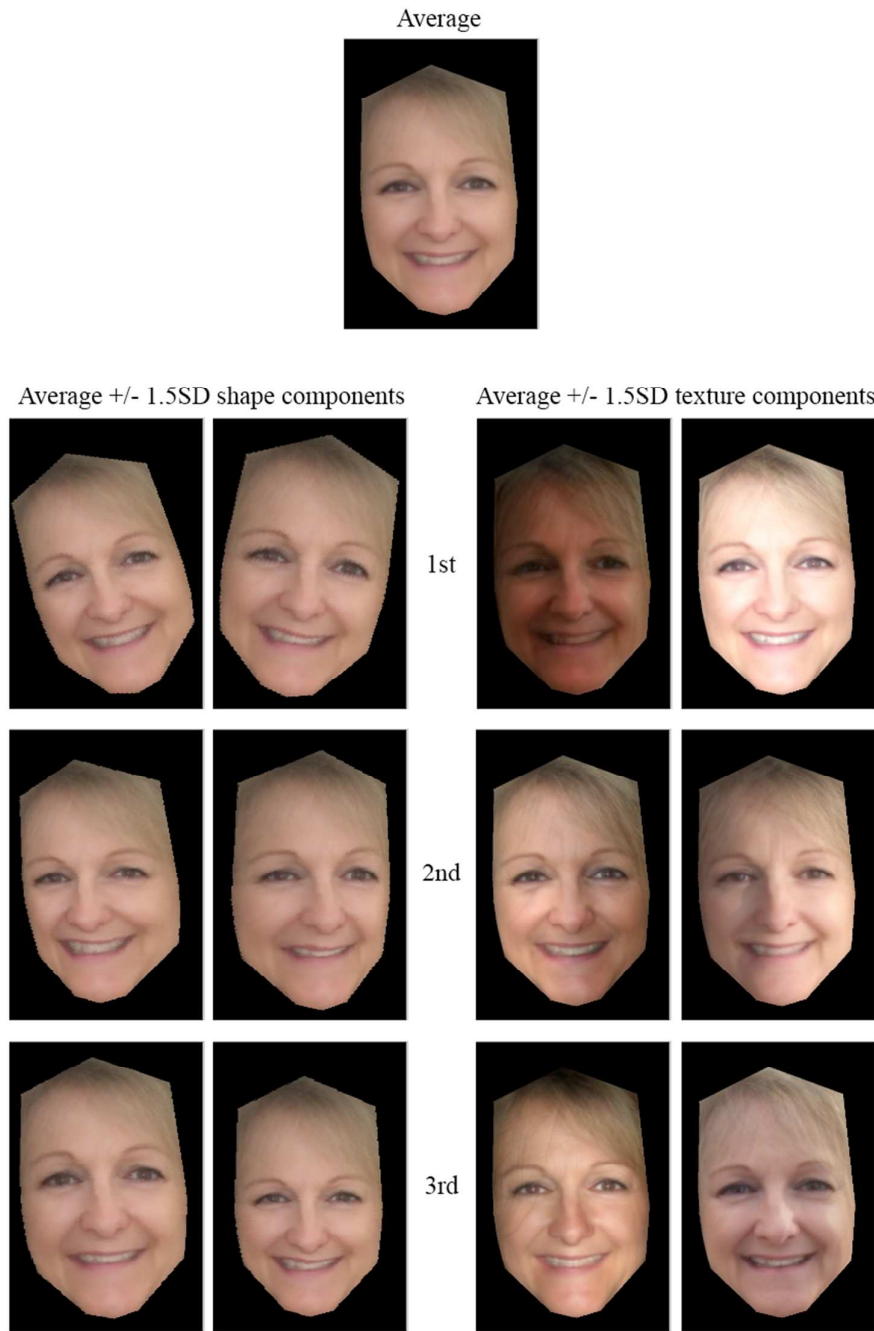 Average
Average +/- 1.5SD shape components
Average +/- 1.5SD texture components
1st
2nd
3rd